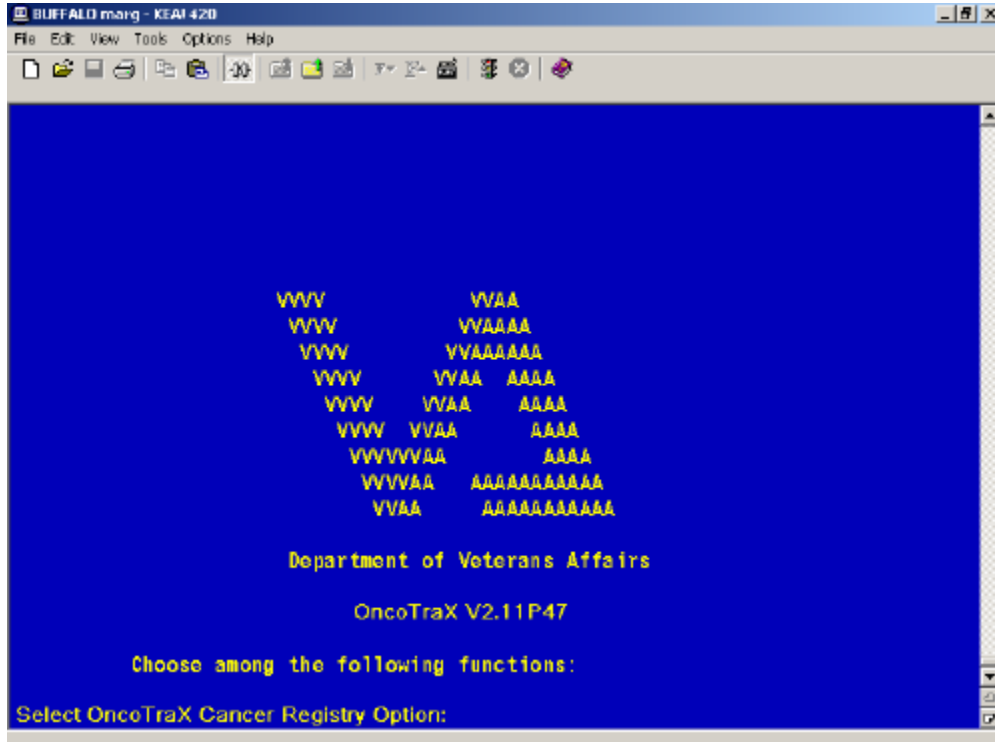 BUFFALO marg - KEA! 420
File Edit View Tools Options Help
VVVV VVAA
VVVV VVAAAA
VVVV VVAAAAAA
VVVV VVAA AAAA
VVVV VVAA AAAA
VVVV VVAA AAAA
VVVVVVAA AAAA
VVVVAA AAAAAAAAAAA
VVAA AAAAAAAAAAA
Department of Veterans Affairs
OncoTraX V2.11P47
Choose among the following functions:
Select OncoTraX Cancer Registry Option: